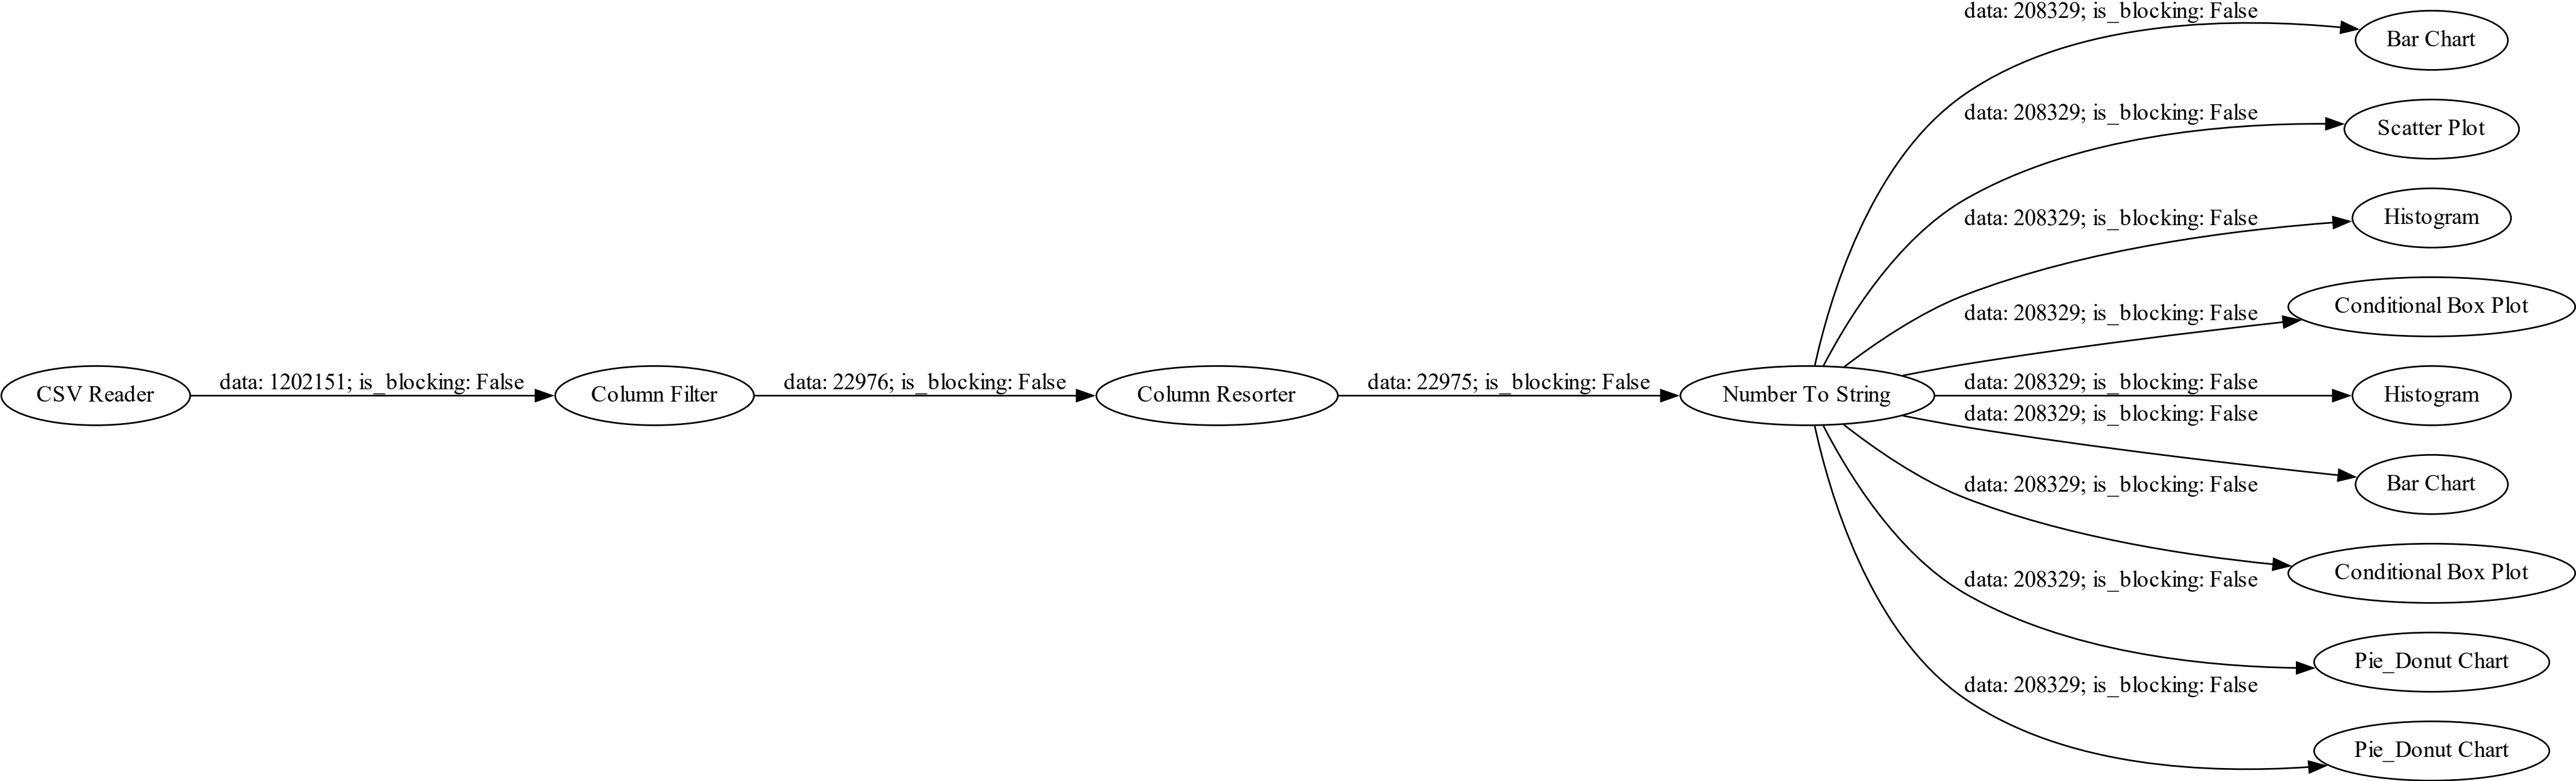 data: 208329; is_blocking: False
Bar Chart
data: 208329; is_blocking: False
Scatter Plot
data: 208329; is_blocking: False
Histogram
data: 208329; is_blocking: False
Conditional Box Plot
CSV Reader
data: 1202151; is_blocking: False
Column Filter
data: 22976; is_blocking: False
Column Resorter
data: 22975; is_blocking: False
Number To String
data: 208329; is_blocking: False
Histogram
data: 208329; is_blocking: False
Bar Chart
data: 208329; is_blocking: False
Conditional Box Plot
data: 208329; is_blocking: False
Pie_Donut Chart
data: 208329; is_blocking: False
Pie_Donut Chart